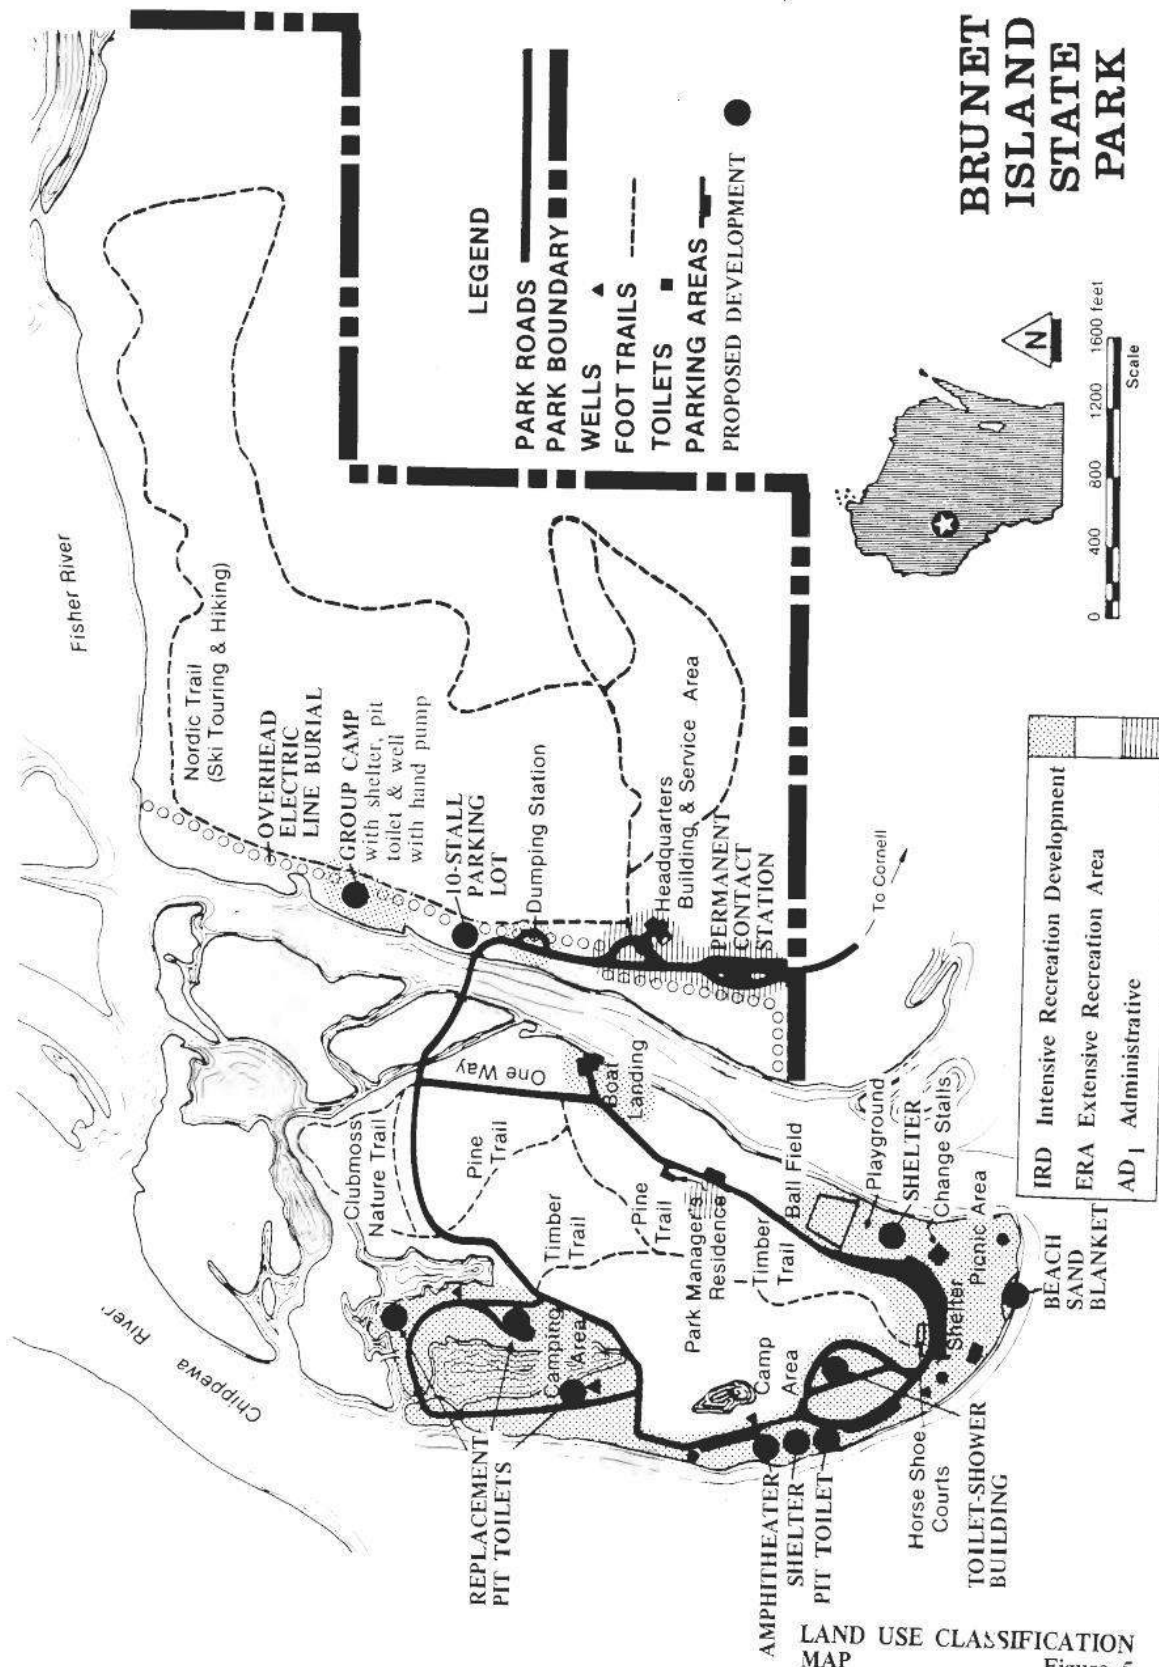 BRUNET
ISLAND
STATE
PARK
LEGEND
PARK ROADS
PARK BOUNDARY
WELLS
FOOT TRAILS
TOILETS
PARKING AREAS
PROPOSED DEVELOPMENT
N
0 400 800 1200 1600 feet
Scale
Fisher River
Nordic Trail
(Ski Touring & Hiking)
OVERHEAD
ELECTRIC
LINE BURIAL
GROUP CAMP
with shelter, pit
toilet & well
with hand pump
10-STALL
PARKING
LOT
Dumping Station
Headquarters
Building & Service Area
PERMANENT
CONTACT
STATION
To Cornell
Chippewa
River
Clubmoss
Nature Trail
One Way
Boat
Landing
Pine
Trail
Timber
Trail
Pine
Trail
Park Manager's
Residence
Timber
Trail
Ball Field
Playground
SHELTER
Change Stalls
Picnic Area
Shelter
BEACH
SAND
BLANKET
Camping
Area
REPLACEMENT
PIT TOILETS
Camp
Area
AMPHITHEATER
SHELTER
PIT TOILET
Horse Shoe
Courts
TOILET-SHOWER
BUILDING
IRD Intensive Recreation Development
ERA Extensive Recreation Area
AD1 Administrative
LAND USE CLASSIFICATION
MAP
Figure 5